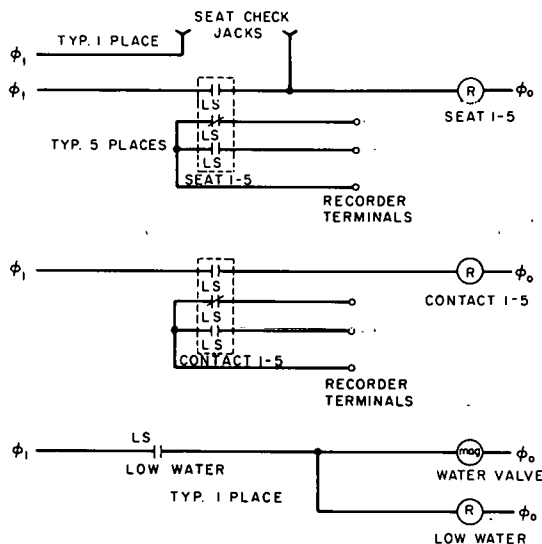 SEAT CHECK
JACKS
TYP. 1 PLACE
ϕ₁
ϕ₁
LS
R
ϕ₀
SEAT 1-5
LS
TYP. 5 PLACES
LS
SEAT 1-5
RECORDER
TERMINALS
ϕ₁
LS
R
ϕ₀
CONTACT 1-5
LS
LS
CONTACT 1-5
RECORDER
TERMINALS
ϕ₁
LS
LOW WATER
mag
ϕ₀
WATER VALVE
TYP. 1 PLACE
R
ϕ₀
LOW WATER